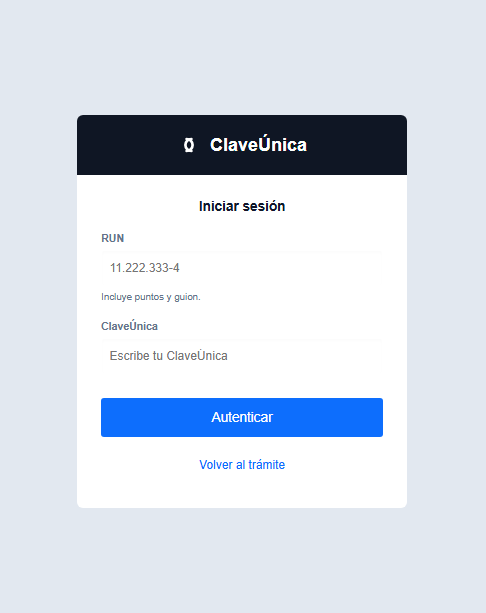 ClaveÚnica
Iniciar sesión
RUN
11.222.333-4
Incluye puntos y guion.
ClaveÚnica
Escribe tu ClaveÚnica
Autenticar
Volver al trámite